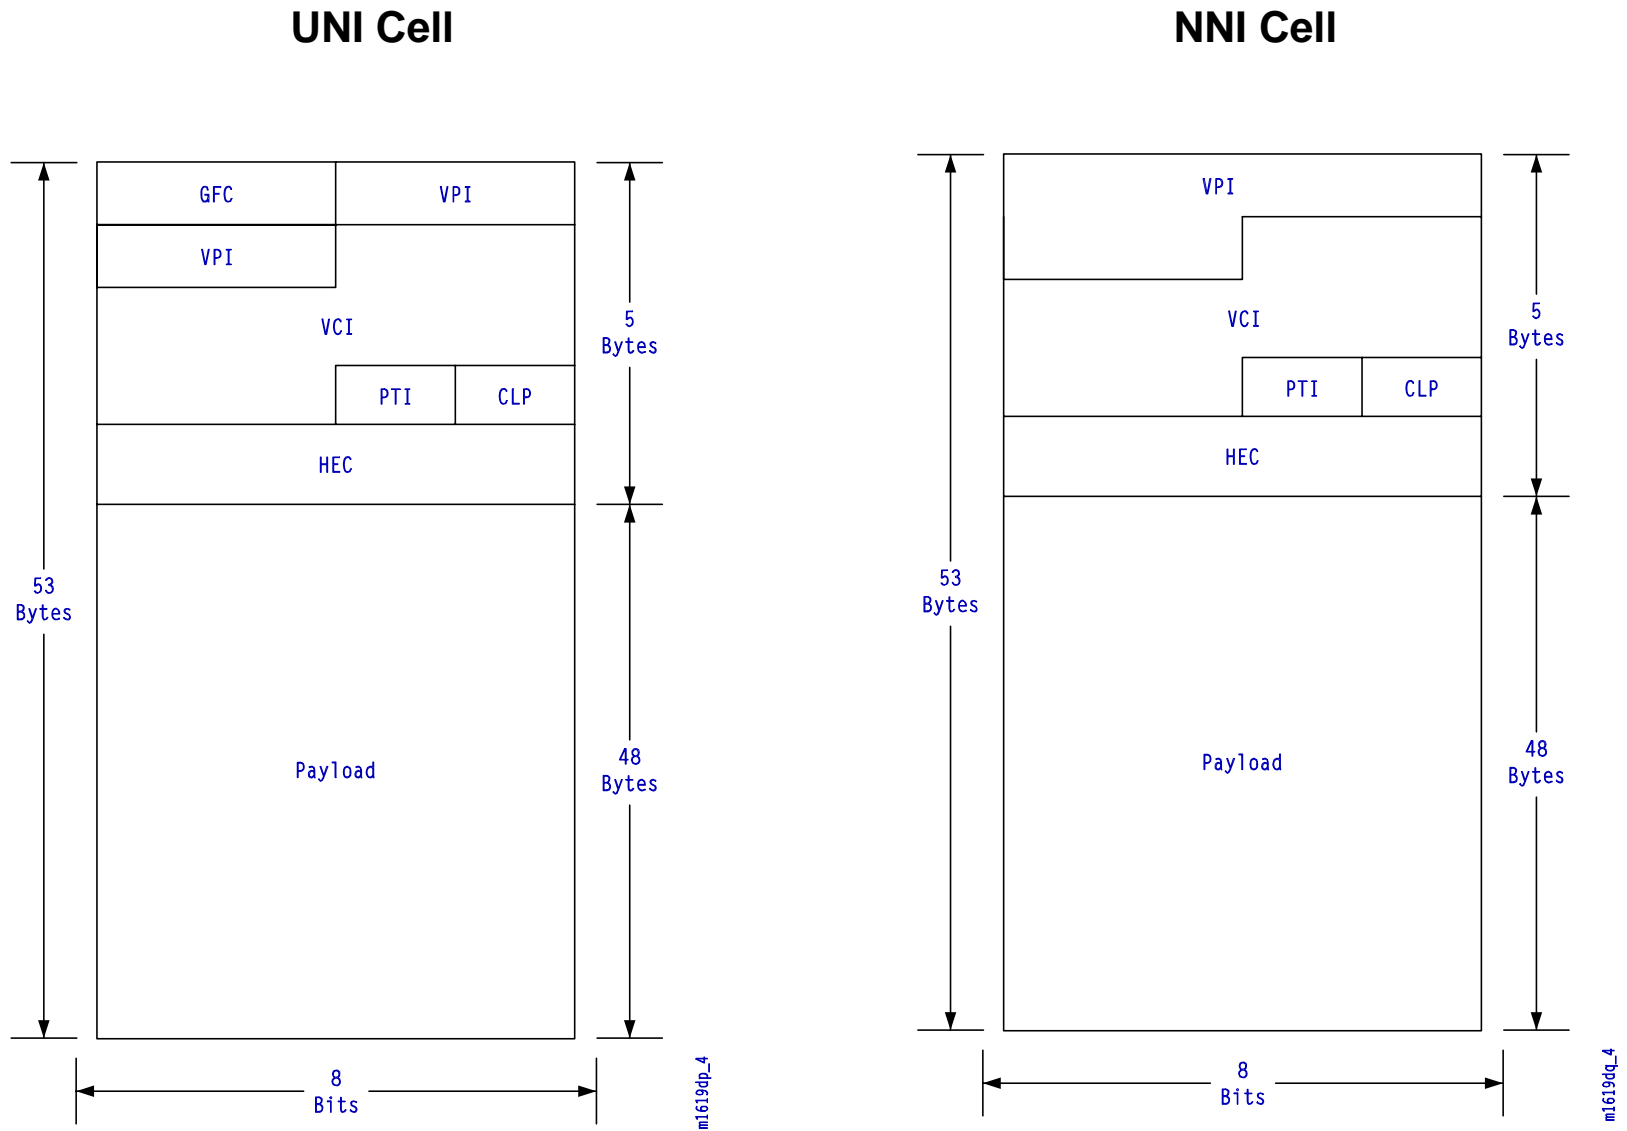 UNI Cell
GFC
VPI
VPI
VCI
PTI
CLP
HEC
Payload
53
Bytes
5
Bytes
48
Bytes
8
Bits
m1619dp_4
NNI Cell
VPI
VCI
PTI
CLP
HEC
Payload
53
Bytes
5
Bytes
48
Bytes
8
Bits
m1619dq_4